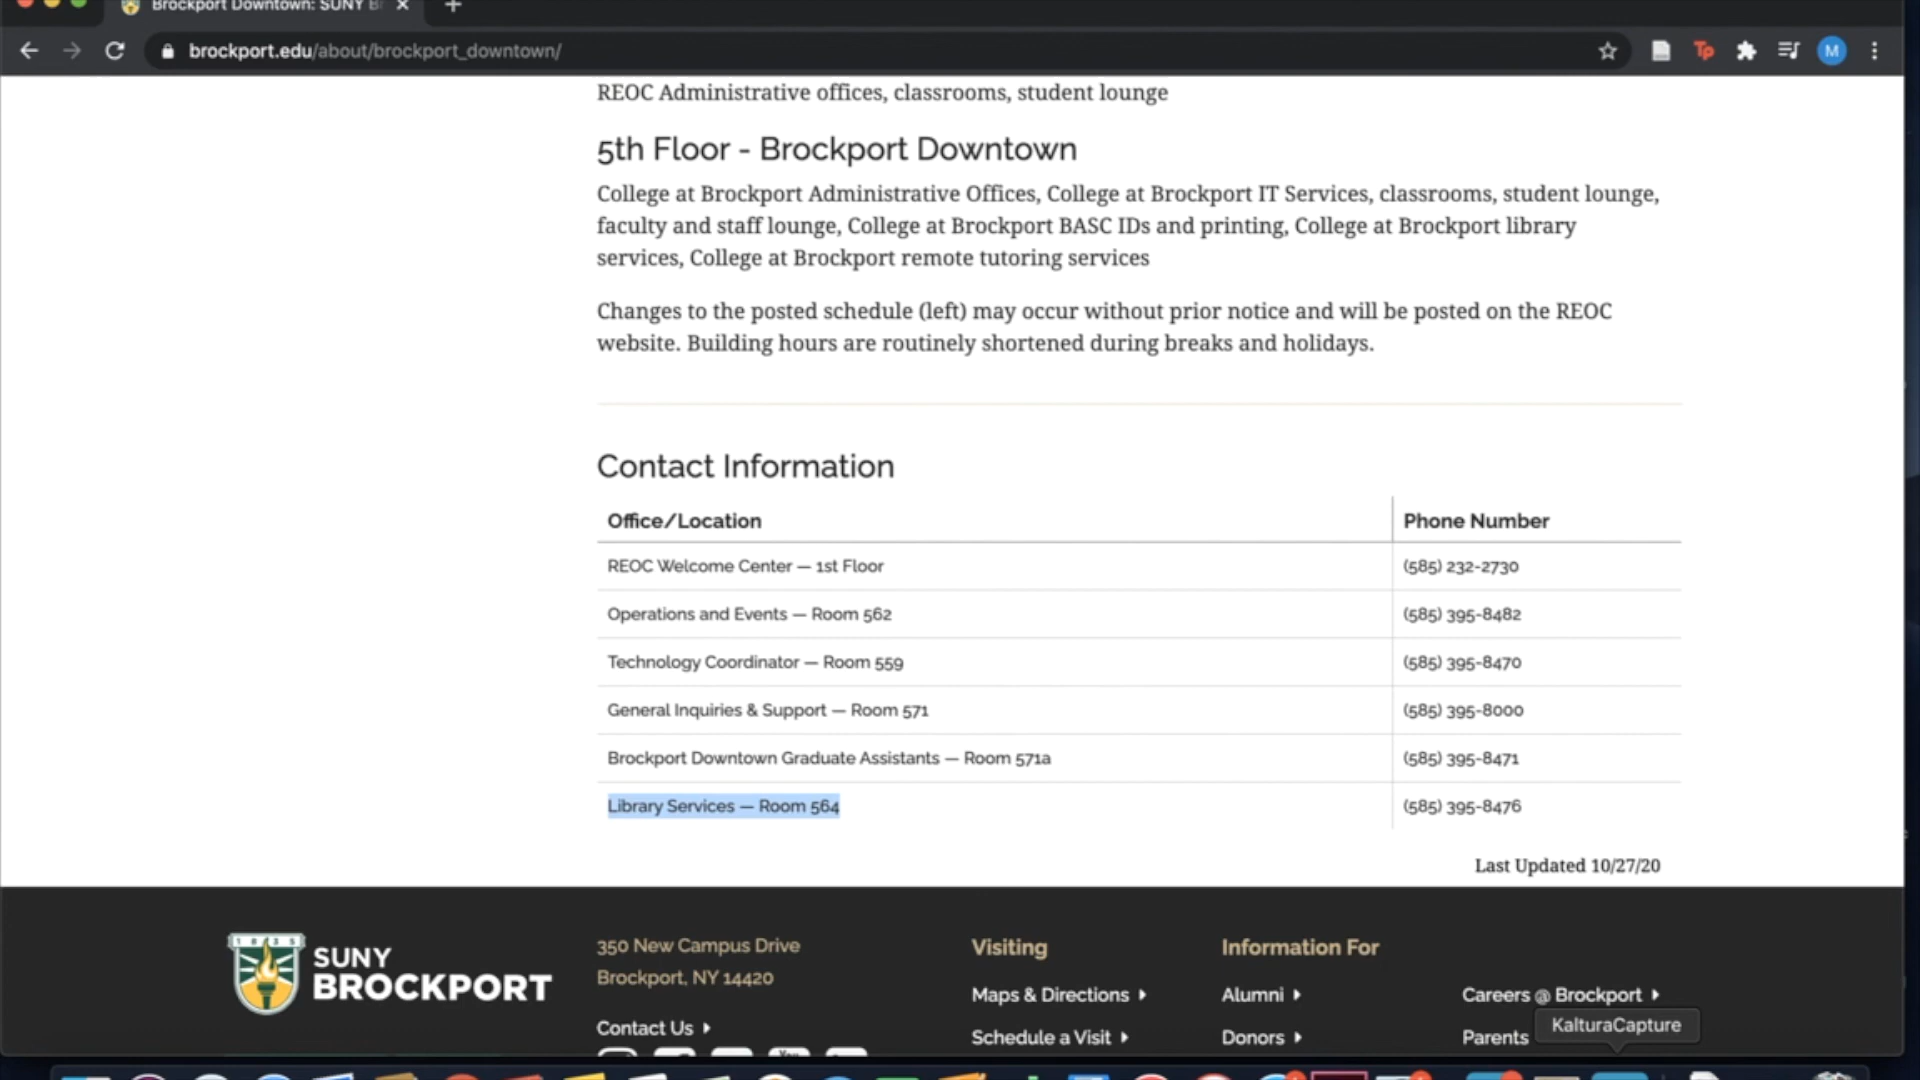 Brockport Downtown: SUNY Br
brockport.edu/about/brockport_downtown/
M
REOC Administrative offices, classrooms, student lounge
5th Floor - Brockport Downtown
College at Brockport Administrative Offices, College at Brockport IT Services, classrooms, student lounge,
faculty and staff lounge, College at Brockport BASC IDs and printing, College at Brockport library
services, College at Brockport remote tutoring services
Changes to the posted schedule (left) may occur without prior notice and will be posted on the REOC
website. Building hours are routinely shortened during breaks and holidays.
Contact Information
Office/Location Phone Number
REOC Welcome Center — 1st Floor (585) 232-2730
Operations and Events — Room 562 (585) 395-8482
Technology Coordinator — Room 559 (585) 395-8470
General Inquiries & Support — Room 571 (585) 395-8000
Brockport Downtown Graduate Assistants — Room 571a (585) 395-8471
Library Services — Room 564 (585) 395-8476
Last Updated 10/27/20
1835
SUNY
BROCKPORT
350 New Campus Drive
Brockport, NY 14420
Contact Us
Visiting
Maps & Directions
Schedule a Visit
Information For
Alumni
Donors
Careers @ Brockport
Parents
KalturaCapture